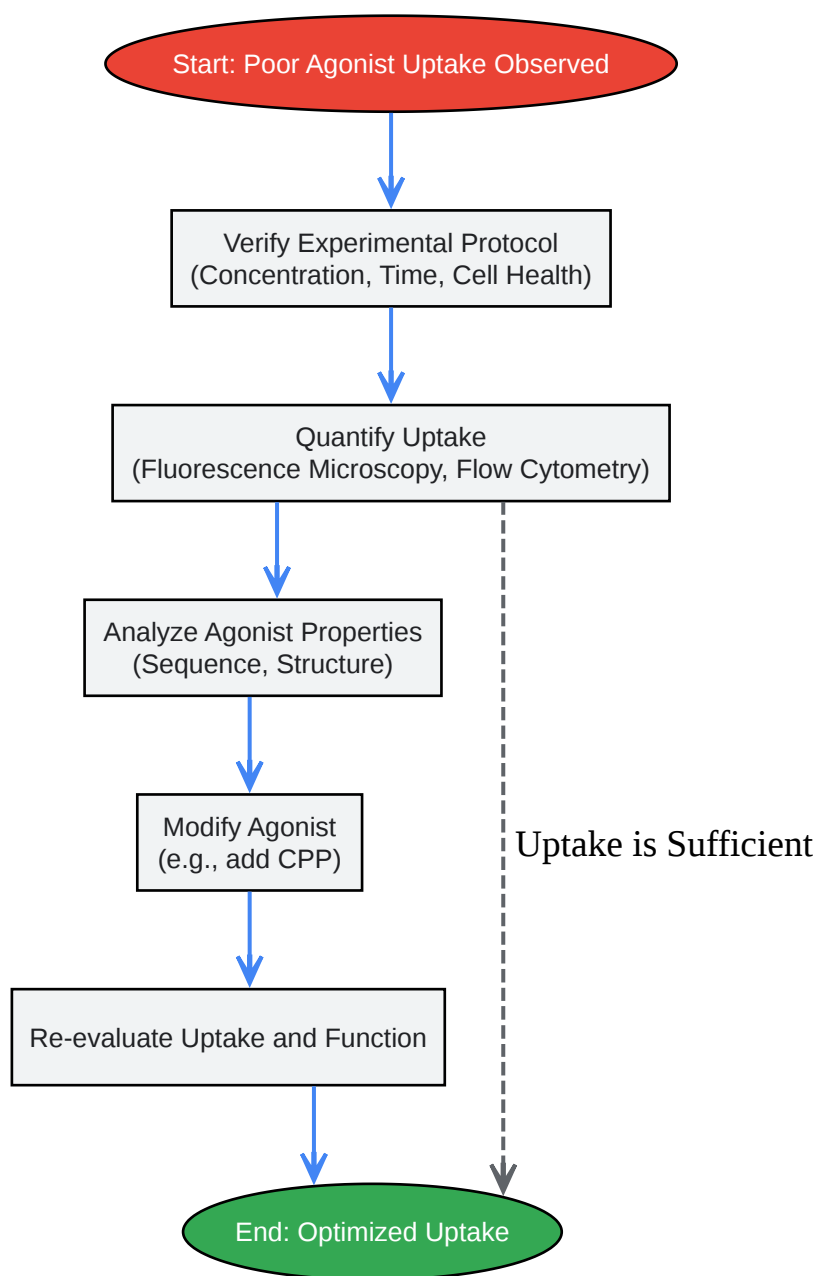 Start: Poor Agonist Uptake Observed
Verify Experimental Protocol
(Concentration, Time, Cell Health)
Quantify Uptake
(Fluorescence Microscopy, Flow Cytometry)
Analyze Agonist Properties
(Sequence, Structure)
Modify Agonist
(e.g., add CPP)
Uptake is Sufficient
Re-evaluate Uptake and Function
End: Optimized Uptake